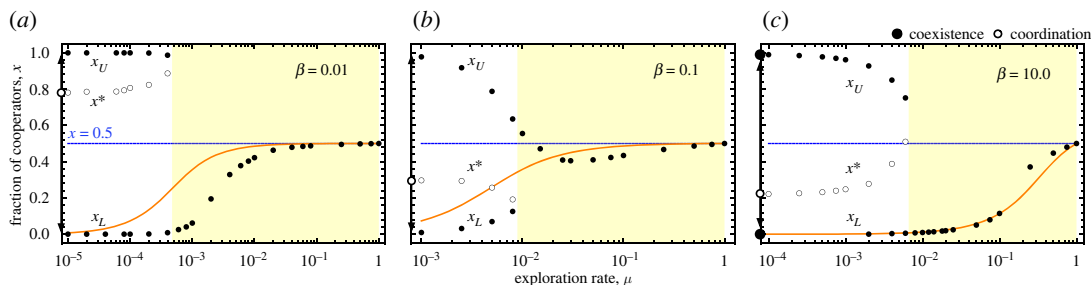 (a) (b) (c)
● coexistence ○ coordination
fraction of cooperators, x
1.0
0.8
0.6
0.4
0.2
0.0
x_U
x*
x = 0.5
x_L
β = 0.01
10⁻⁵ 10⁻⁴ 10⁻³ 10⁻² 10⁻¹ 10⁰
x_U
x*
x_L
β = 0.1
10⁻³ 10⁻² 10⁻¹ 10⁰
x_U
x*
x_L
β = 10.0
10⁻⁴ 10⁻³ 10⁻² 10⁻¹ 10⁰
exploration rate, μ